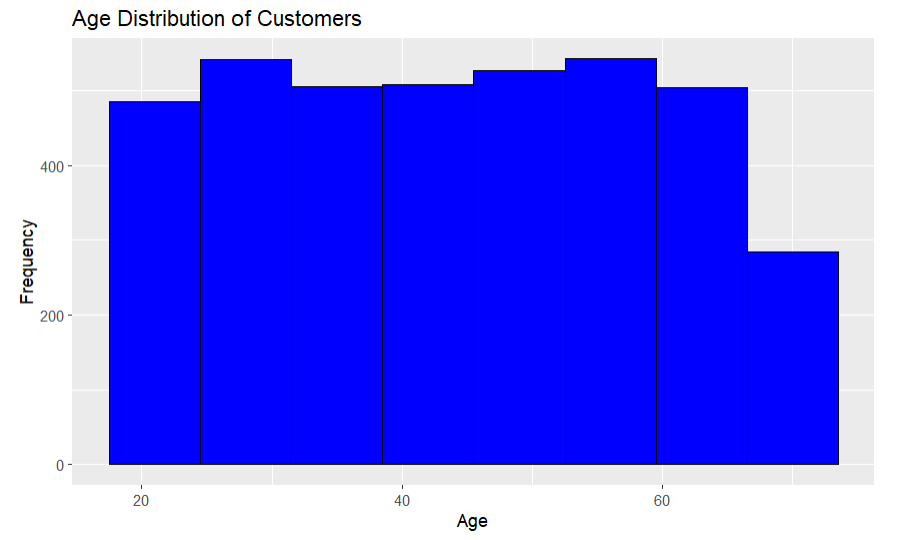 Age Distribution of Customers
Frequency
400
200
0
20 40 60
Age